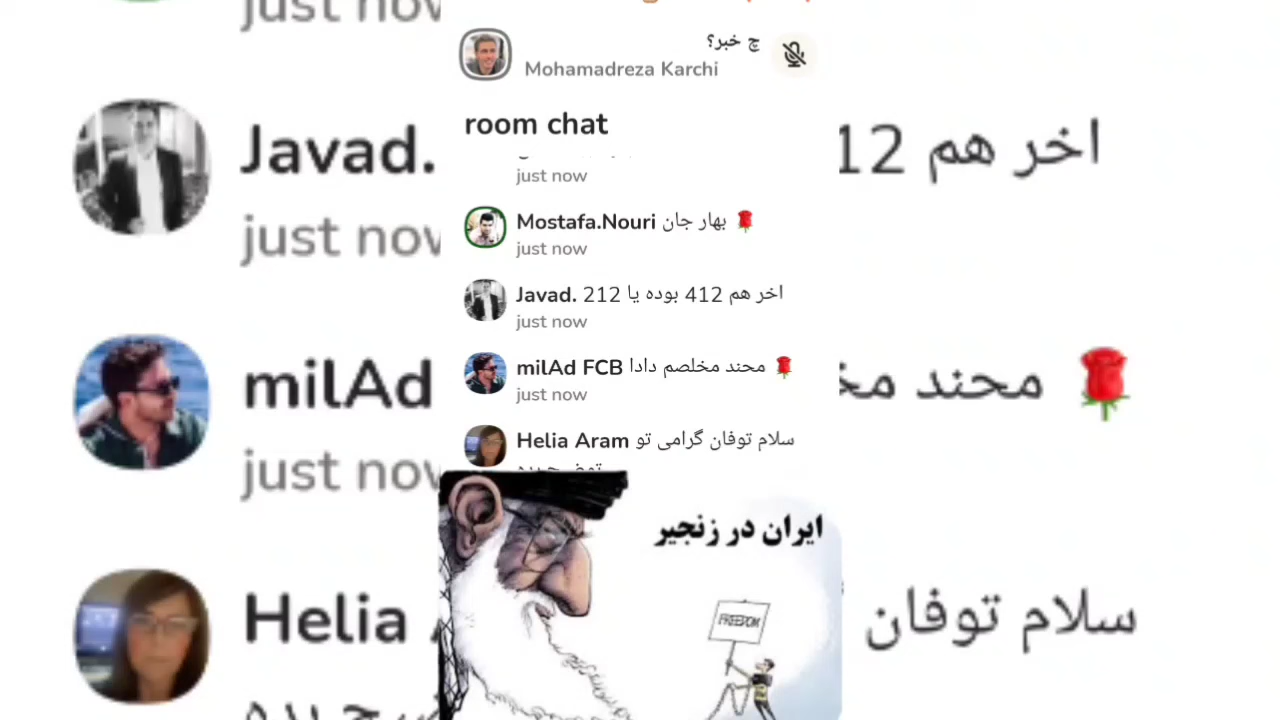 چ خبر؟
Mohamadreza Karchi
room chat
just now
Mostafa.Nouri بهار جان 🌹
just now
Javad. اخر هم 412 بوده یا 212
just now
milAd FCB محند مخلصم دادا 🌹
just now
Helia Aram سلام توفان گرامی تو
ایران در زنجیر
FREEDOM
just now
Javad.
اخر هم 12
just now
milAd
محند
🌹
just now
Helia
سلام توفان